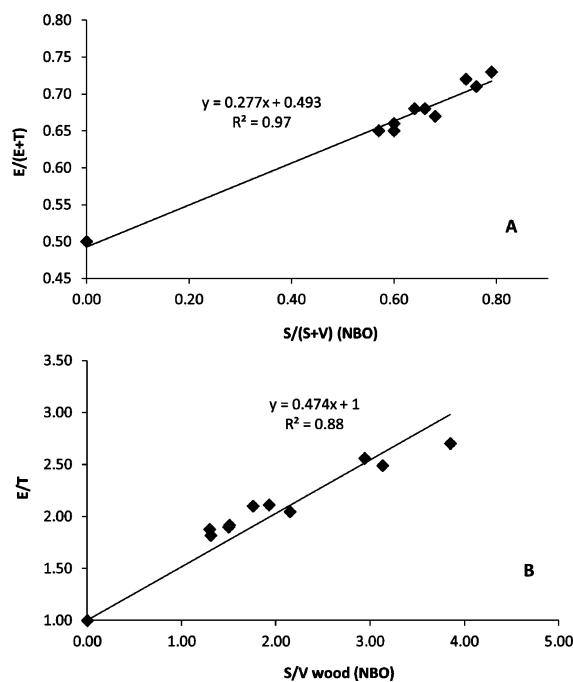 0.80
0.75
0.70
0.65
0.60
0.55
0.50
0.45
E/(E+T)
y = 0.277x + 0.493
R² = 0.97
A
0.00 0.20 0.40 0.60 0.80
S/(S+V) (NBO)
3.50
3.00
2.50
2.00
1.50
1.00
E/T
y = 0.474x + 1
R² = 0.88
B
0.00 1.00 2.00 3.00 4.00 5.00
S/V wood (NBO)